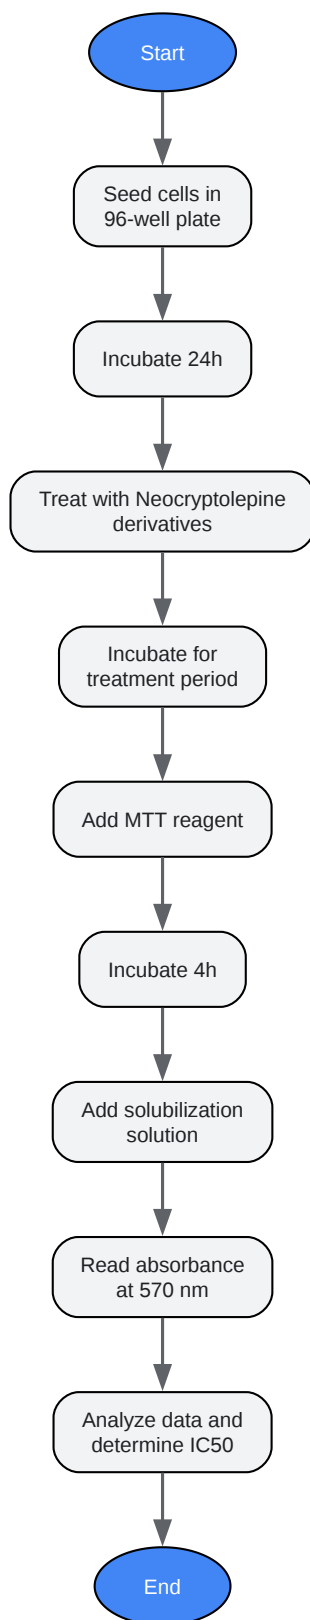 Start
Seed cells in
96-well plate
Incubate 24h
Treat with Neocryptolepine
derivatives
Incubate for
treatment period
Add MTT reagent
Incubate 4h
Add solubilization
solution
Read absorbance
at 570 nm
Analyze data and
determine IC50
End